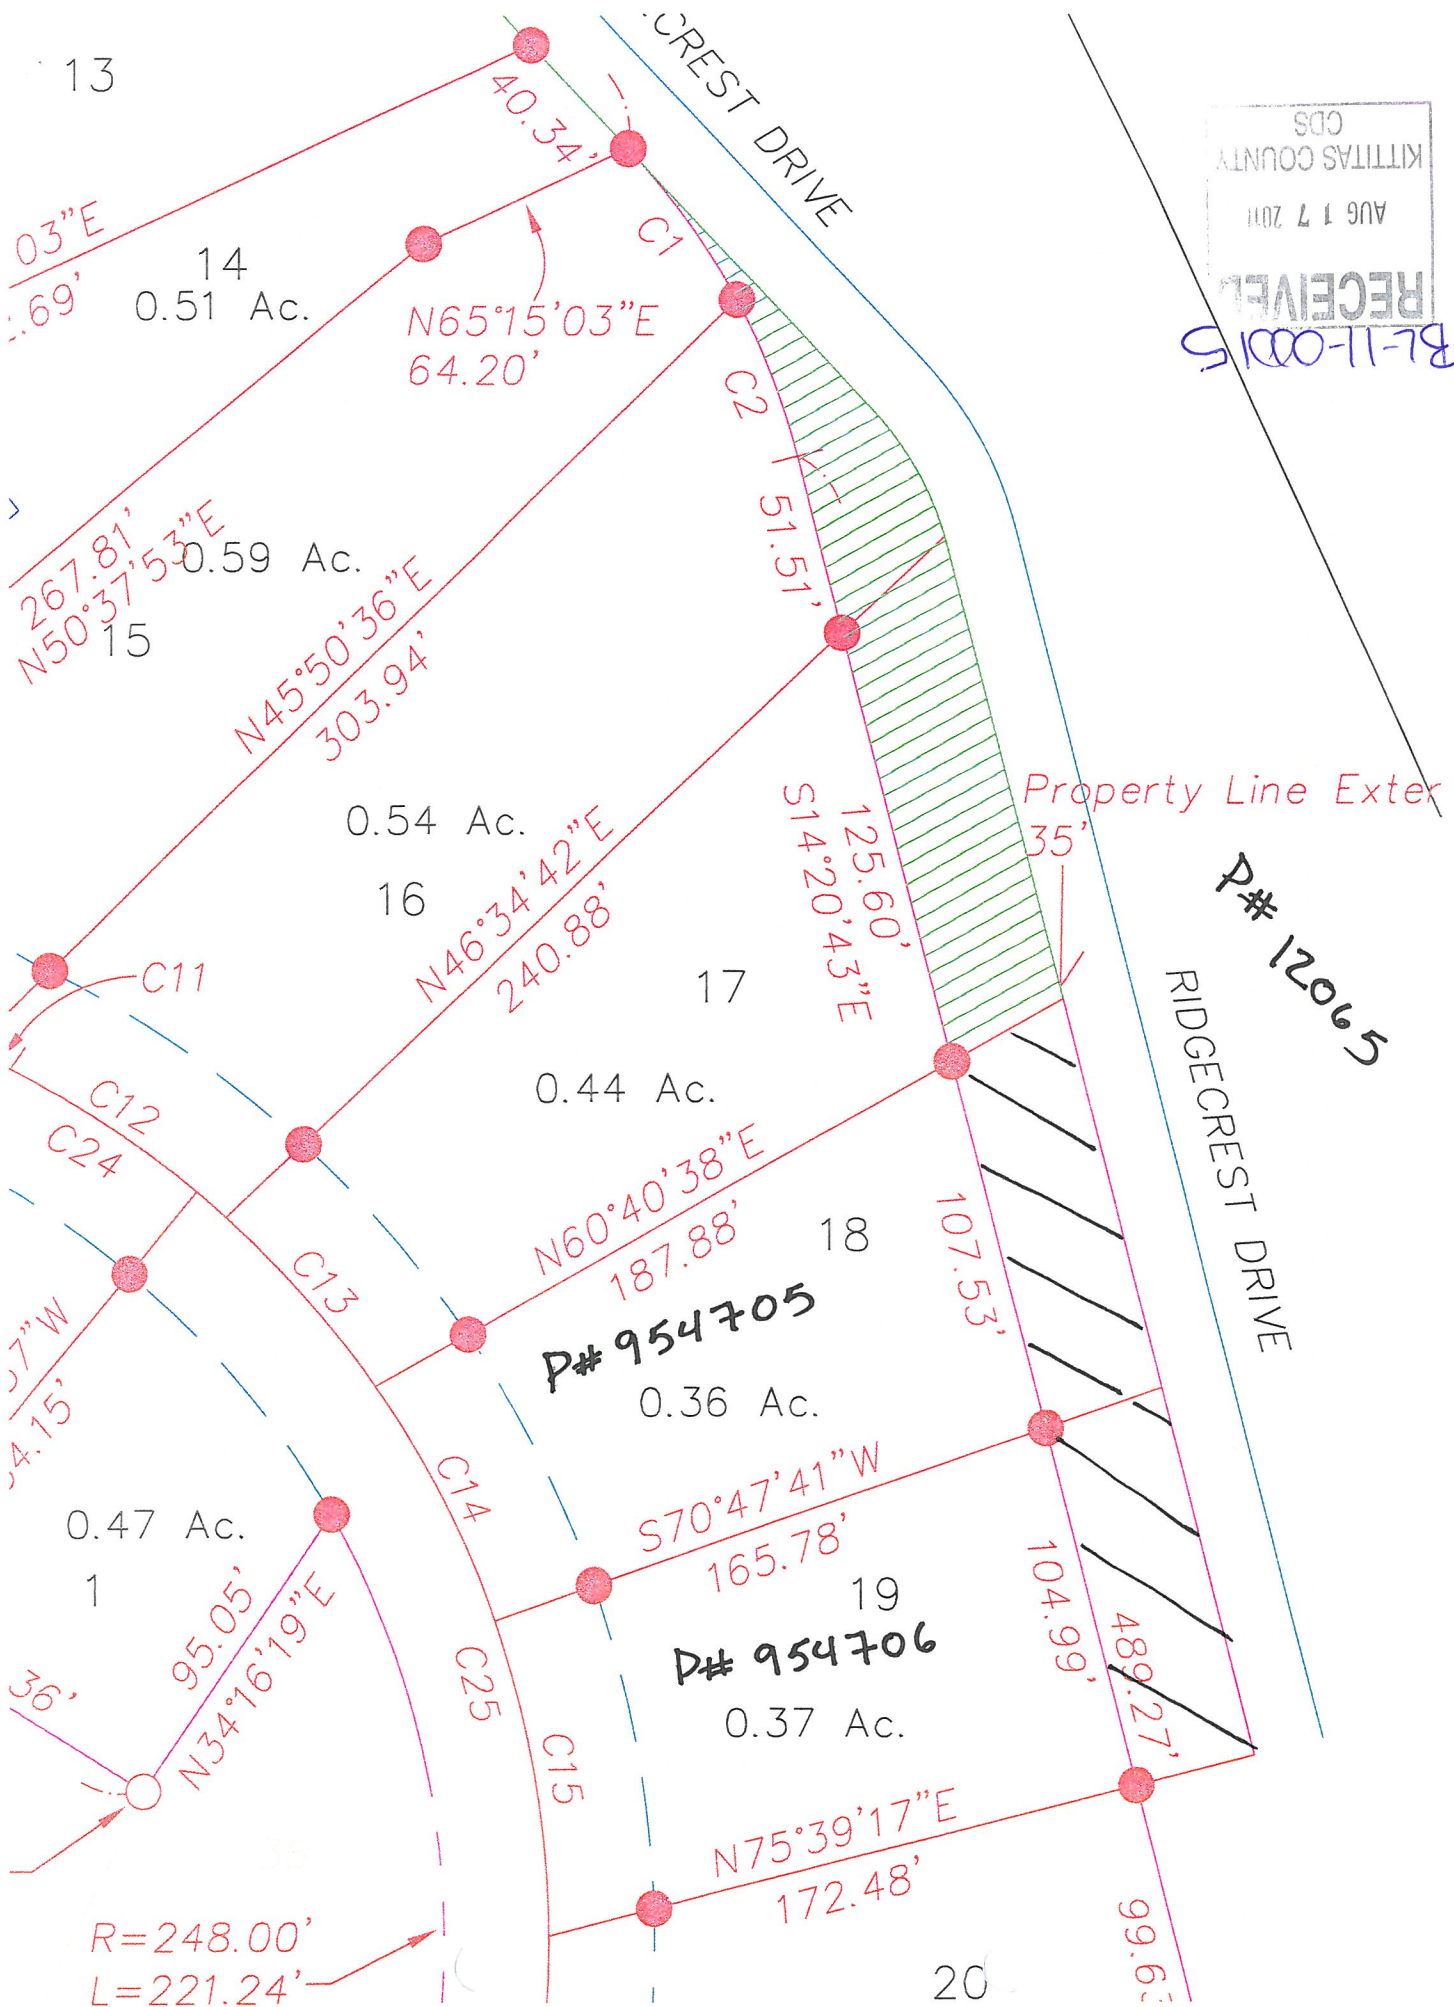 13
40.34'
CREST DRIVE
CDS
KITTITAS COUNTY
AUG 17 2011
RECEIVED
BL-11-00015
03"E
.69'
14
0.51 Ac.
N65°15'03"E
64.20'
C1
C2
51.51'
267.81'
N50°37'53"E
0.59 Ac.
15
N45°50'36"E
303.94'
0.54 Ac.
16
N46°34'42"E
240.88'
125.60'
S14°20'43"E
Property Line Exter
35'
P# 12065
RIDGECREST DRIVE
C11
C12
C24
17
0.44 Ac.
N60°40'38"E
187.88'
18
P# 954705
0.36 Ac.
107.53'
C13
C14
7"W
4.15'
S70°47'41"W
165.78'
19
P# 954706
0.37 Ac.
104.99'
489.27'
0.47 Ac.
1
95.05'
N34°16'19"E
36'
C25
C15
N75°39'17"E
172.48'
R=248.00'
L=221.24'
20
99.63